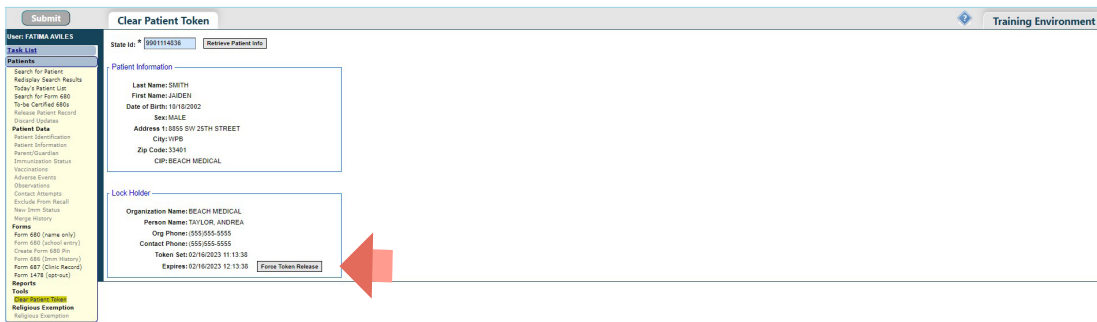 Submit
Clear Patient Token
Training Environment
User: FATIMA AVILES
Task List
Patients
Search for Patient
Redisplay Search Results
Today's Patient List
Search for Form 680
To-be Certified 680s
Release Patient Record
Discard Updates
Patient Data
Patient Identification
Patient Information
Parent/Guardian
Immunization Status
Vaccinations
Adverse Events
Observations
Contact Attempts
Exclude From Recall
New Imm Status
Merge History
Forms
Form 680 (name only)
Form 680 (school entry)
Create Form 680 Pin
Form 686 (Imm History)
Form 687 (Clinic Record)
Form 1478 (opt-out)
Reports
Tools
Clear Patient Token
Religious Exemption
Religious Exemption
State Id: * 9901114836 Retrieve Patient Info
Patient Information
Last Name: SMITH
First Name: JAIDEN
Date of Birth: 10/18/2002
Sex: MALE
Address 1: 8855 SW 25TH STREET
City: WPB
Zip Code: 33401
CIP: BEACH MEDICAL
Lock Holder
Organization Name: BEACH MEDICAL
Person Name: TAYLOR, ANDREA
Org Phone: (555)555-5555
Contact Phone: (555)555-5555
Token Set: 02/16/2023 11:13:38
Expires: 02/16/2023 12:13:38 Force Token Release